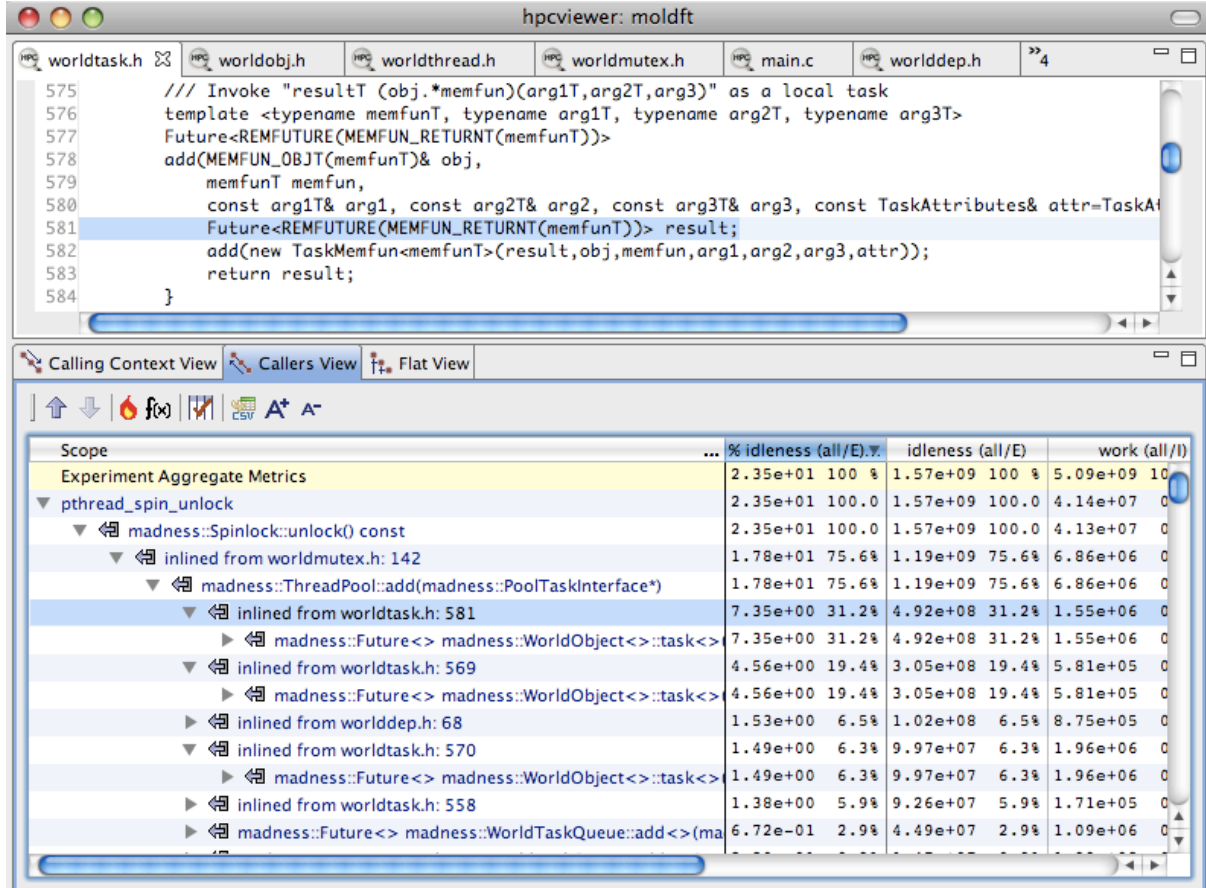 hpcviewer: moldft
worldtask.h worldobj.h worldthread.h worldmutex.h main.c worlddep.h »4
575 /// Invoke "resultT (obj.*memfun)(arg1T,arg2T,arg3)" as a local task
576 template <typename memfunT, typename arg1T, typename arg2T, typename arg3T>
577 Future<REMFUTURE(MEMFUN_RETURNT(memfunT))>
578 add(MEMFUN_OBJT(memfunT)& obj,
579 memfunT memfun,
580 const arg1T& arg1, const arg2T& arg2, const arg3T& arg3, const TaskAttributes& attr=TaskAt
581 Future<REMFUTURE(MEMFUN_RETURNT(memfunT))> result;
582 add(new TaskMemfun<memfunT>(result,obj,memfun,arg1,arg2,arg3,attr));
583 return result;
584 }
Calling Context View Callers View Flat View
f(x) CSV A+ A-
Scope ... % idleness (all/E) idleness (all/E) work (all/I)
Experiment Aggregate Metrics 2.35e+01 100 % 1.57e+09 100 % 5.09e+09 10
pthread_spin_unlock 2.35e+01 100.0 1.57e+09 100.0 4.14e+07 0
madness::Spinlock::unlock() const 2.35e+01 100.0 1.57e+09 100.0 4.13e+07 0
inlined from worldmutex.h: 142 1.78e+01 75.6% 1.19e+09 75.6% 6.86e+06 0
madness::ThreadPool::add(madness::PoolTaskInterface*) 1.78e+01 75.6% 1.19e+09 75.6% 6.86e+06 0
inlined from worldtask.h: 581 7.35e+00 31.2% 4.92e+08 31.2% 1.55e+06 0
madness::Future<> madness::WorldObject<>::task<>( 7.35e+00 31.2% 4.92e+08 31.2% 1.55e+06 0
inlined from worldtask.h: 569 4.56e+00 19.4% 3.05e+08 19.4% 5.81e+05 0
madness::Future<> madness::WorldObject<>::task<>( 4.56e+00 19.4% 3.05e+08 19.4% 5.81e+05 0
inlined from worlddep.h: 68 1.53e+00 6.5% 1.02e+08 6.5% 8.75e+05 0
inlined from worldtask.h: 570 1.49e+00 6.3% 9.97e+07 6.3% 1.96e+06 0
madness::Future<> madness::WorldObject<>::task<>( 1.49e+00 6.3% 9.97e+07 6.3% 1.96e+06 0
inlined from worldtask.h: 558 1.38e+00 5.9% 9.26e+07 5.9% 1.71e+05 0
madness::Future<> madness::WorldTaskQueue::add<>(ma 6.72e-01 2.9% 4.49e+07 2.9% 1.09e+06 0